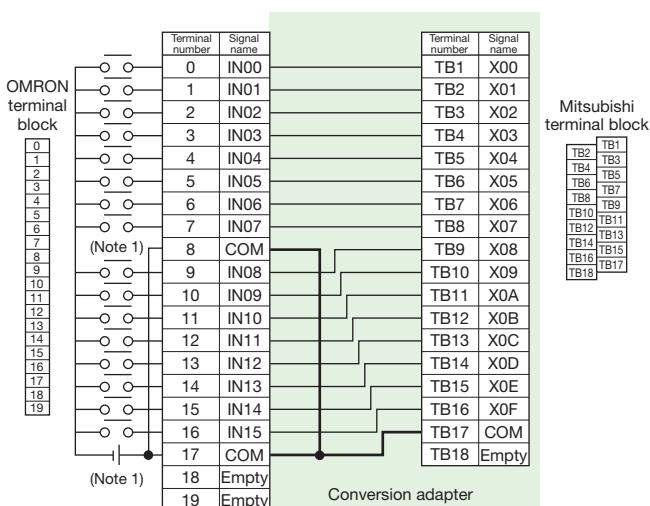 OMRON
terminal
block
0
1
2
3
4
5
6
7
8
9
10
11
12
13
14
15
16
17
18
19
(Note 1)
(Note 1)
Terminal number Signal name
0 IN00
1 IN01
2 IN02
3 IN03
4 IN04
5 IN05
6 IN06
7 IN07
8 COM
9 IN08
10 IN09
11 IN10
12 IN11
13 IN12
14 IN13
15 IN14
16 IN15
17 COM
18 Empty
19 Empty
Conversion adapter
Terminal number Signal name
TB1 X00
TB2 X01
TB3 X02
TB4 X03
TB5 X04
TB6 X05
TB7 X06
TB8 X07
TB9 X08
TB10 X09
TB11 X0A
TB12 X0B
TB13 X0C
TB14 X0D
TB15 X0E
TB16 X0F
TB17 COM
TB18 Empty
Mitsubishi
terminal block
TB1
TB2
TB3
TB4
TB5
TB6
TB7
TB8
TB9
TB10
TB11
TB12
TB13
TB14
TB15
TB16
TB17
TB18